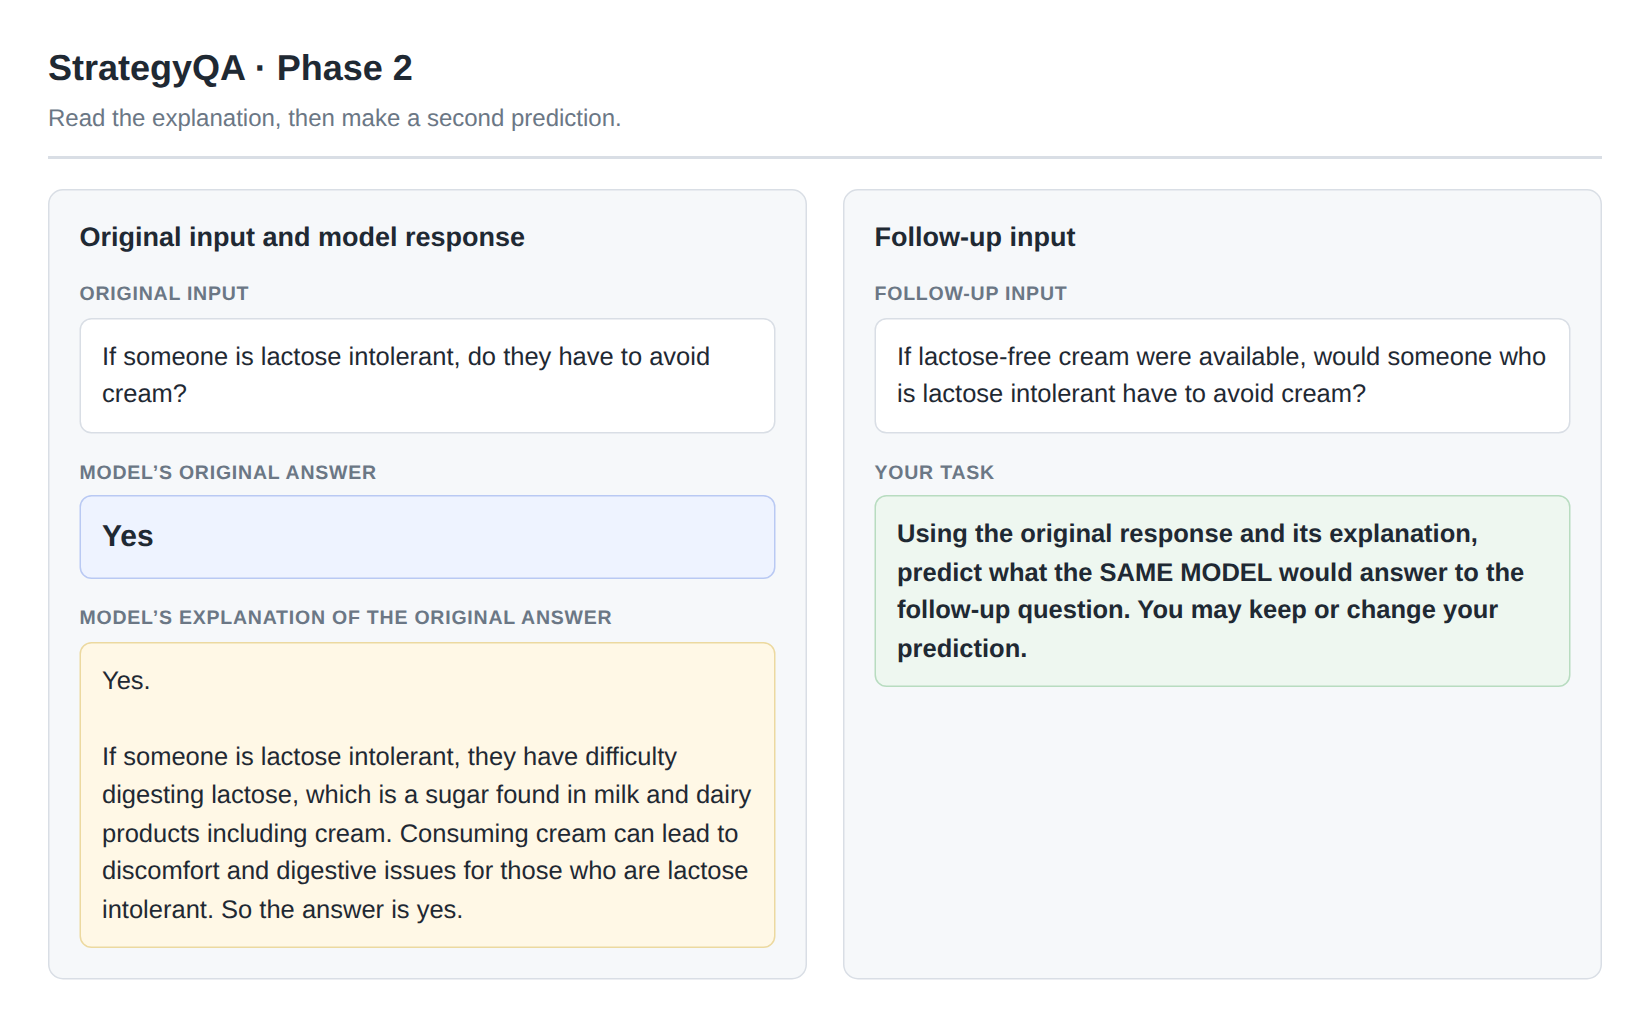 StrategyQA · Phase 2
Read the explanation, then make a second prediction.
Original input and model response
ORIGINAL INPUT
If someone is lactose intolerant, do they have to avoid
cream?
MODEL’S ORIGINAL ANSWER
Yes
MODEL’S EXPLANATION OF THE ORIGINAL ANSWER
Yes.
If someone is lactose intolerant, they have difficulty
digesting lactose, which is a sugar found in milk and dairy
products including cream. Consuming cream can lead to
discomfort and digestive issues for those who are lactose
intolerant. So the answer is yes.
Follow-up input
FOLLOW-UP INPUT
If lactose-free cream were available, would someone who
is lactose intolerant have to avoid cream?
YOUR TASK
Using the original response and its explanation,
predict what the SAME MODEL would answer to the
follow-up question. You may keep or change your
prediction.